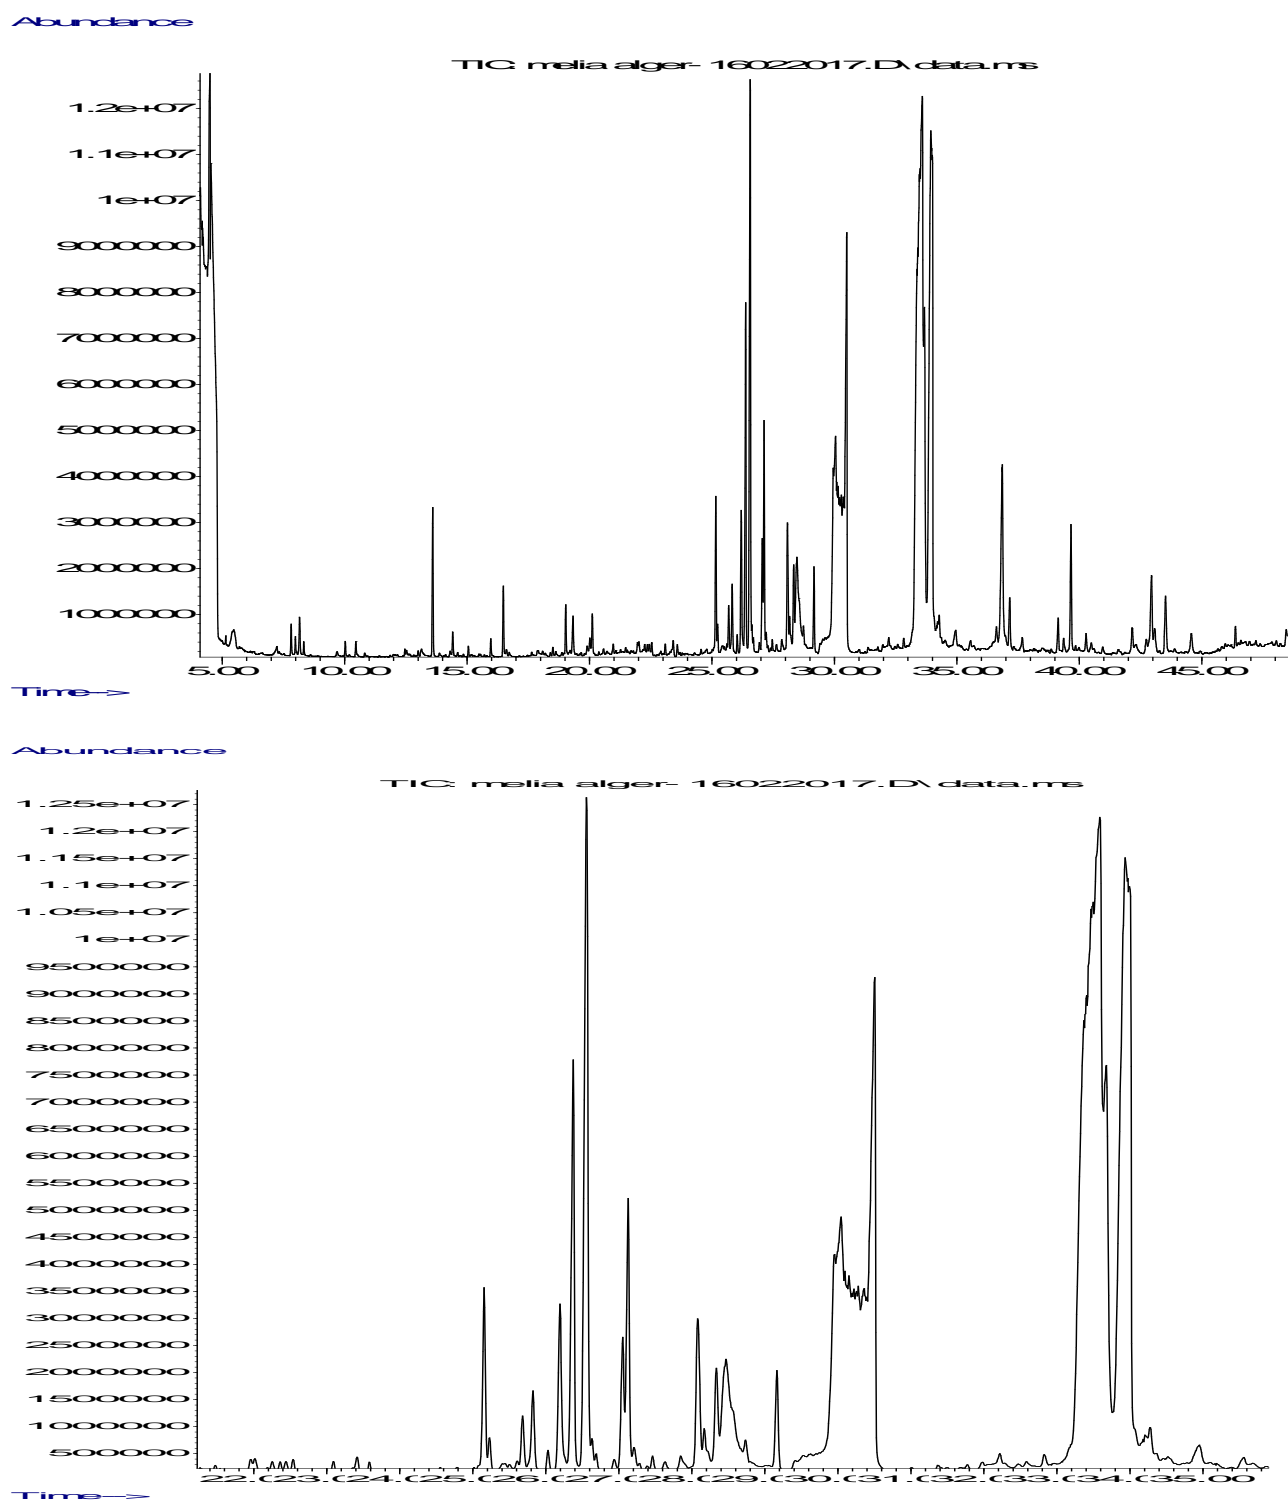 Abundance
TIC: melia alger- 16022017.D\data.ms
1.2e+07
1.1e+07
1e+07
9000000
8000000
7000000
6000000
5000000
4000000
3000000
2000000
1000000
5.00 10.00 15.00 20.00 25.00 30.00 35.00 40.00 45.00
Time-->
Abundance
TIC: melia alger- 16022017.D\data.ms
1.25e+07
1.2e+07
1.15e+07
1.1e+07
1.05e+07
1e+07
9500000
9000000
8500000
8000000
7500000
7000000
6500000
6000000
5500000
5000000
4500000
4000000
3500000
3000000
2500000
2000000
1500000
1000000
500000
Time-->